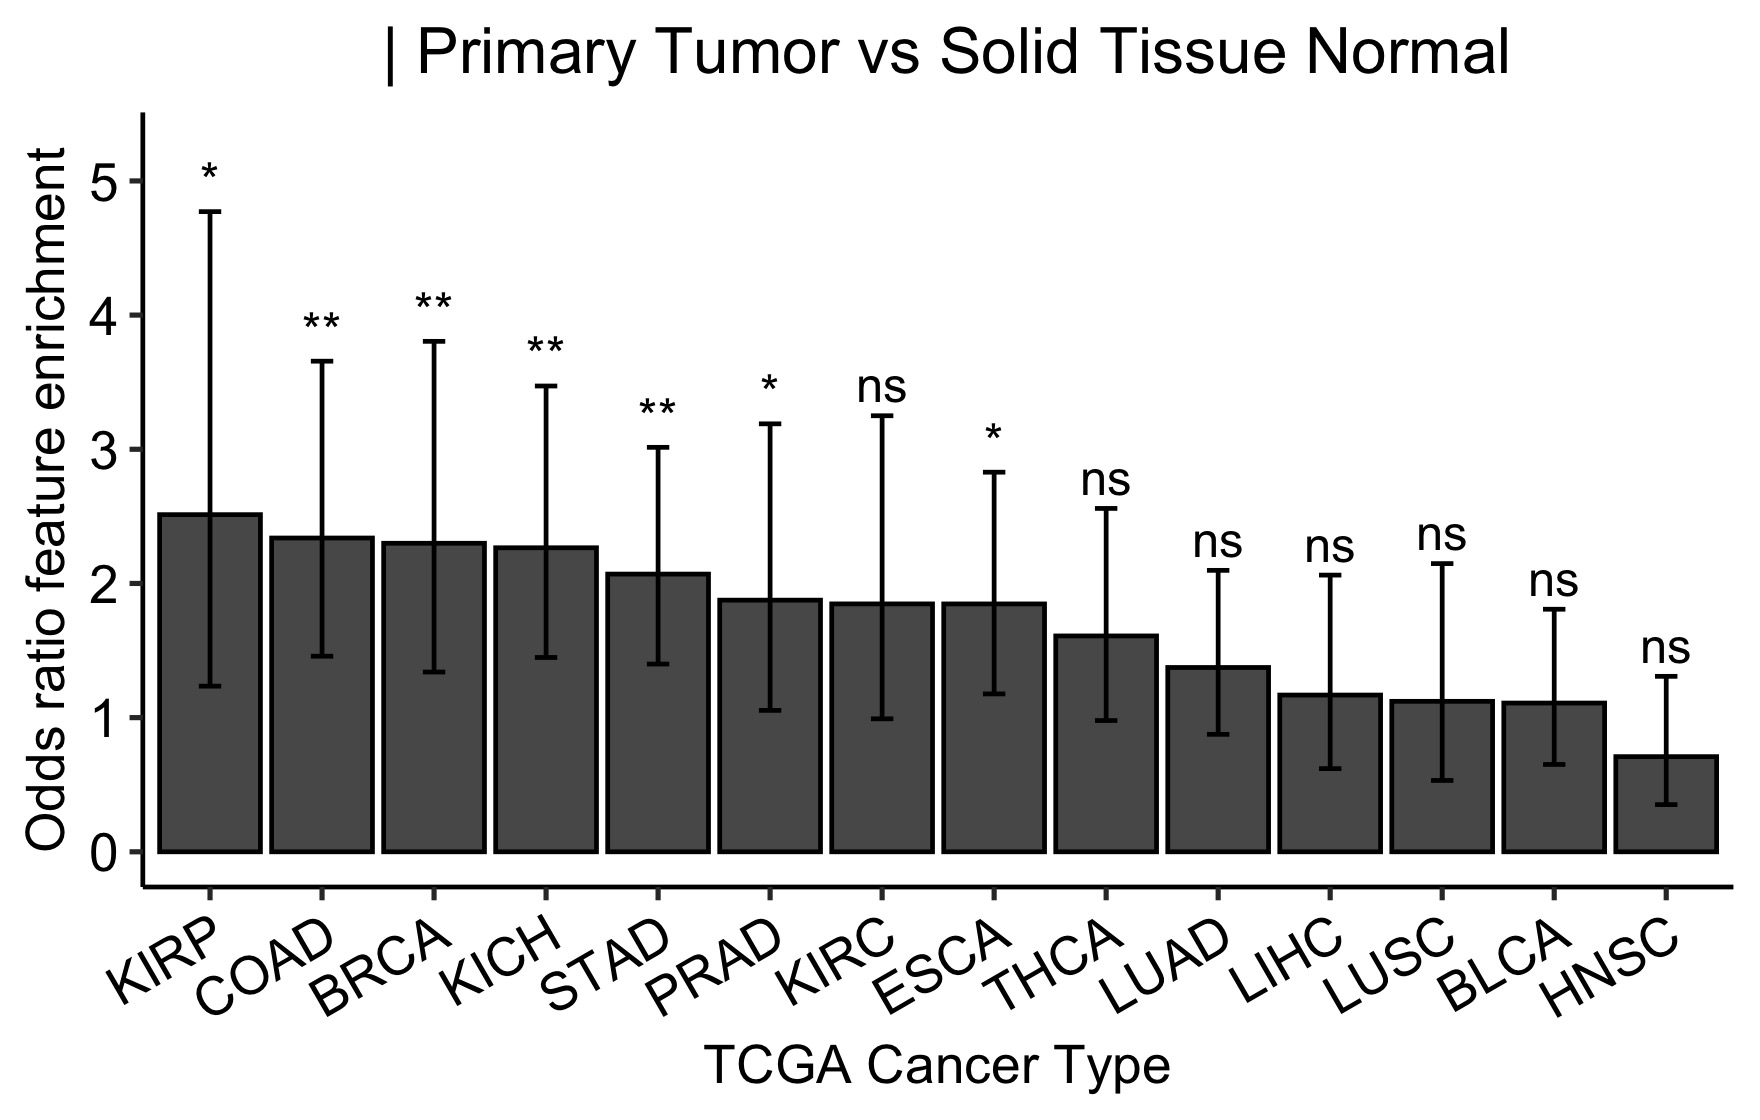 | Primary Tumor vs Solid Tissue Normal
Odds ratio feature enrichment
5
4
3
2
1
0
*
**
**
**
**
*
ns
*
ns
ns
ns
ns
ns
ns
KIRP
COAD
BRCA
KICH
STAD
PRAD
KIRC
ESCA
THCA
LUAD
LIHC
LUSC
BLCA
HNSC
TCGA Cancer Type